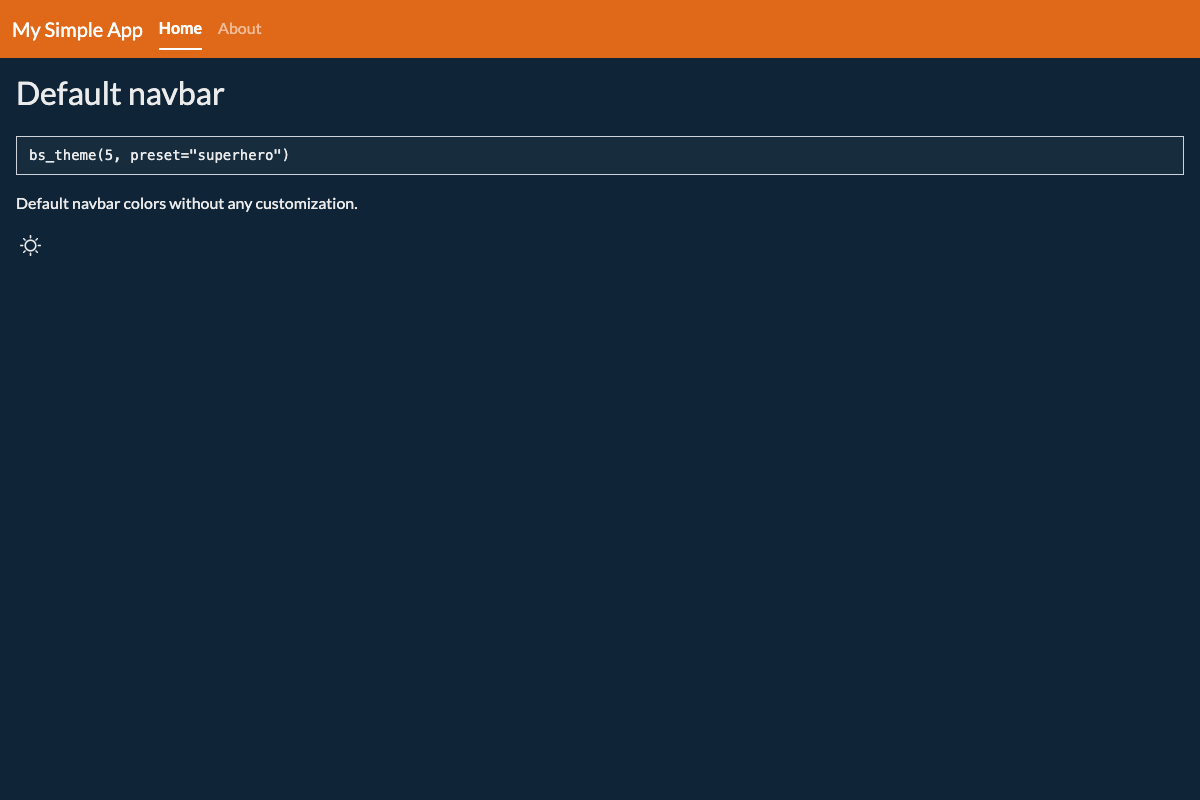 My Simple App Home About
Default navbar
bs_theme(5, preset="superhero")
Default navbar colors without any customization.